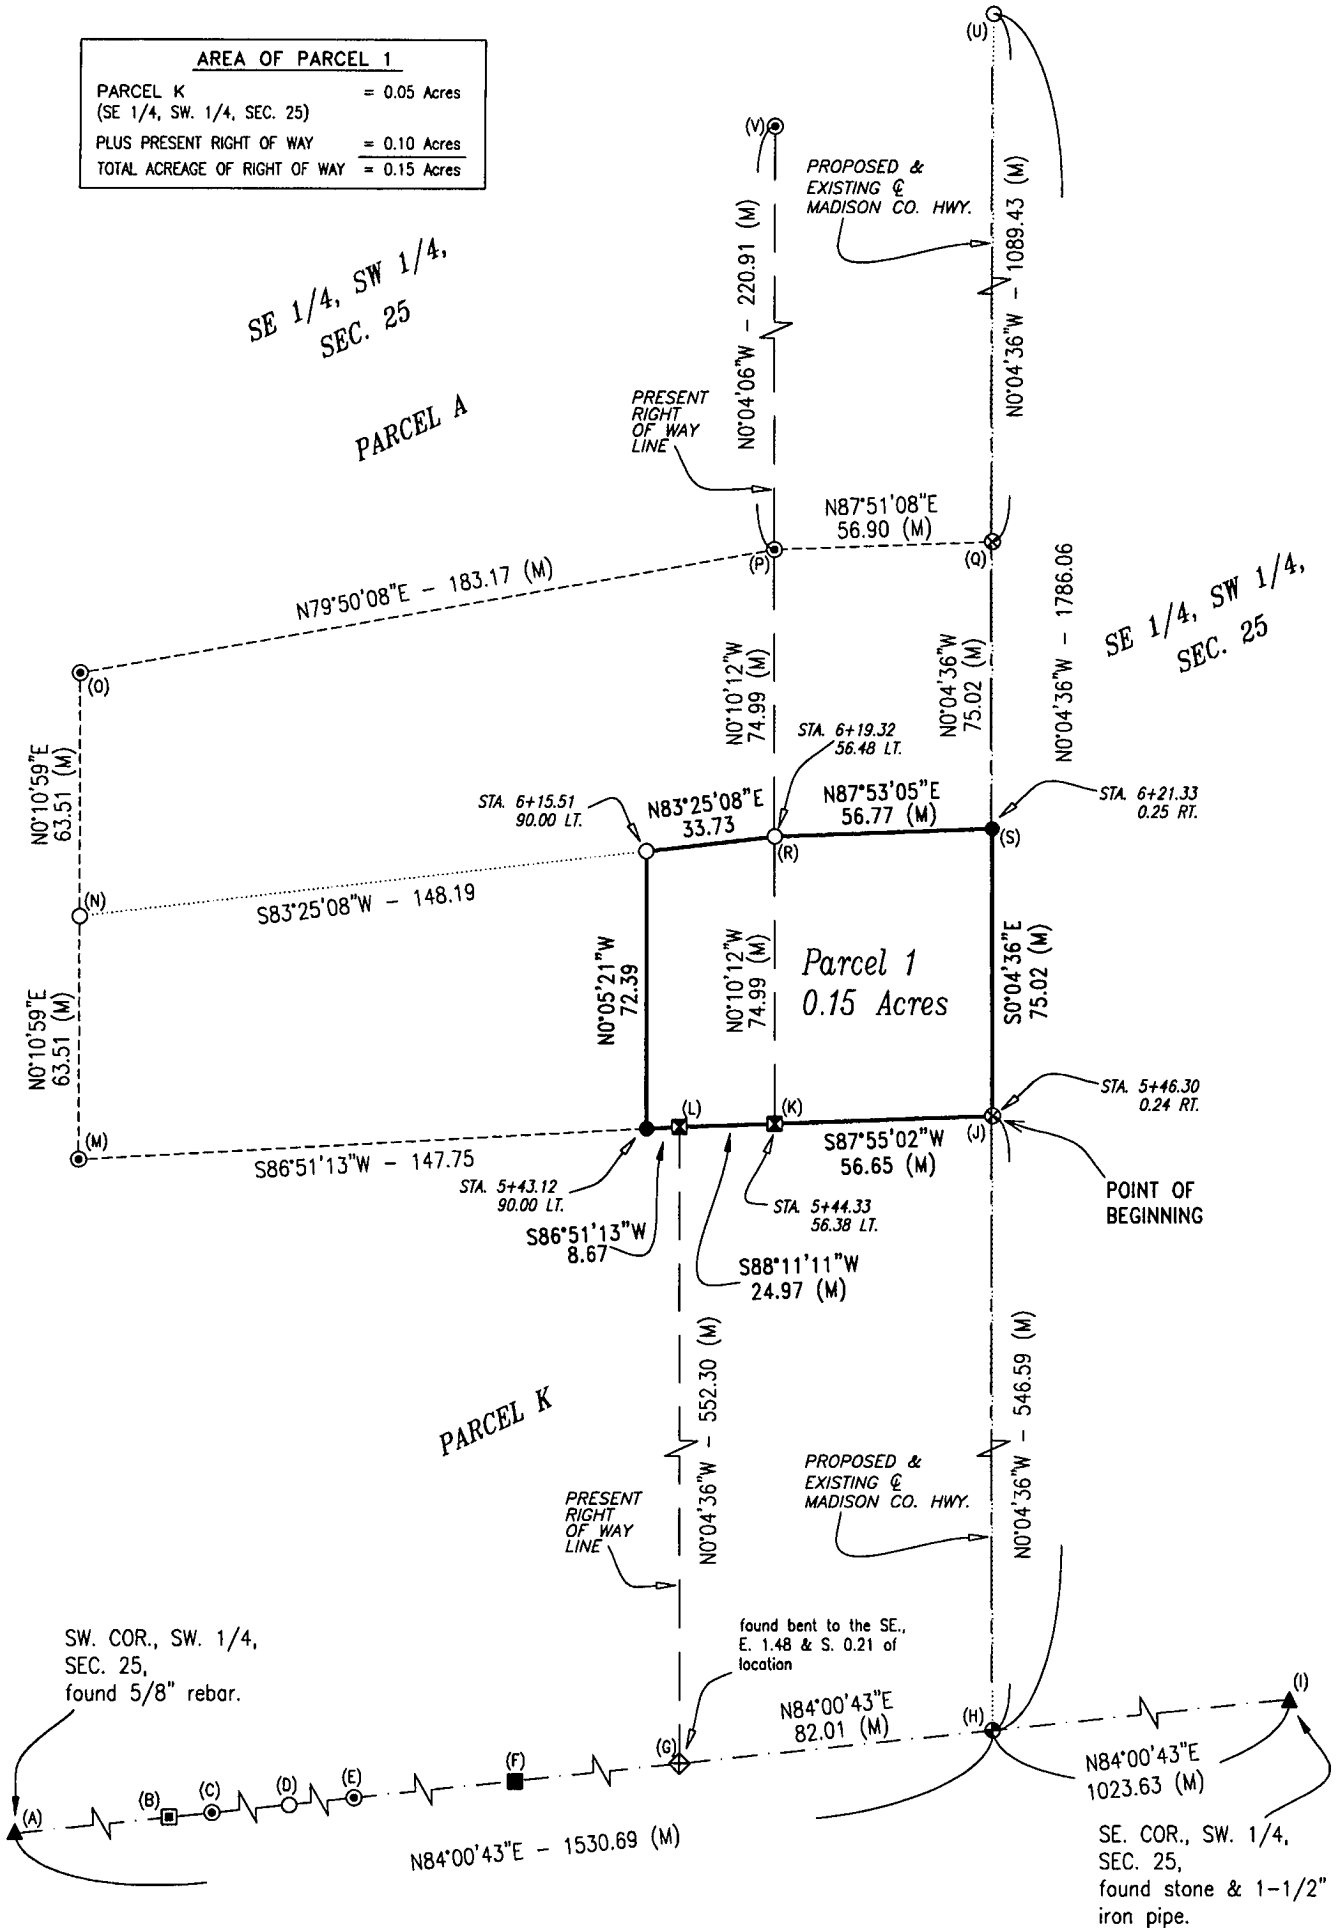 AREA OF PARCEL 1
PARCEL K = 0.05 Acres
(SE 1/4, SW. 1/4, SEC. 25)
PLUS PRESENT RIGHT OF WAY = 0.10 Acres
TOTAL ACREAGE OF RIGHT OF WAY = 0.15 Acres
(U)
(V)
PROPOSED &
EXISTING ℄
MADISON CO. HWY.
N0°04'06"W - 220.91 (M)
N0°04'36"W - 1089.43 (M)
SE 1/4, SW 1/4,
SEC. 25
PARCEL A
PRESENT
RIGHT
OF WAY
LINE
N87°51'08"E
56.90 (M)
(P)
(Q)
N79°50'08"E - 183.17 (M)
SE 1/4, SW 1/4,
SEC. 25
N0°04'36"W - 1786.06
(O)
N0°10'12"W
74.99 (M)
N0°04'36"W
75.02 (M)
N0°10'59"E
63.51 (M)
STA. 6+19.32
56.48 LT.
STA. 6+15.51
90.00 LT.
N83°25'08"E
33.73
N87°53'05"E
56.77 (M)
STA. 6+21.33
0.25 RT.
(R)
(S)
(N)
S83°25'08"W - 148.19
N0°05'21"W
72.39
N0°10'12"W
74.99 (M)
Parcel 1
0.15 Acres
S0°04'36"E
75.02 (M)
N0°10'59"E
63.51 (M)
STA. 5+46.30
0.24 RT.
(L)
(K)
(J)
(M)
S86°51'13"W - 147.75
S87°55'02"W
56.65 (M)
STA. 5+43.12
90.00 LT.
STA. 5+44.33
56.38 LT.
POINT OF
BEGINNING
S86°51'13"W
8.67
S88°11'11"W
24.97 (M)
N0°04'36"W - 552.30 (M)
N0°04'36"W - 546.59 (M)
PARCEL K
PROPOSED &
EXISTING ℄
MADISON CO. HWY.
PRESENT
RIGHT
OF WAY
LINE
found bent to the SE.,
E. 1.48 & S. 0.21 of
location
SW. COR., SW. 1/4,
SEC. 25,
found 5/8" rebar.
N84°00'43"E
82.01 (M)
(I)
(H)
(G)
(F)
(E)
(D)
(C)
(B)
(A)
N84°00'43"E
1023.63 (M)
N84°00'43"E - 1530.69 (M)
SE. COR., SW. 1/4,
SEC. 25,
found stone & 1-1/2"
iron pipe.